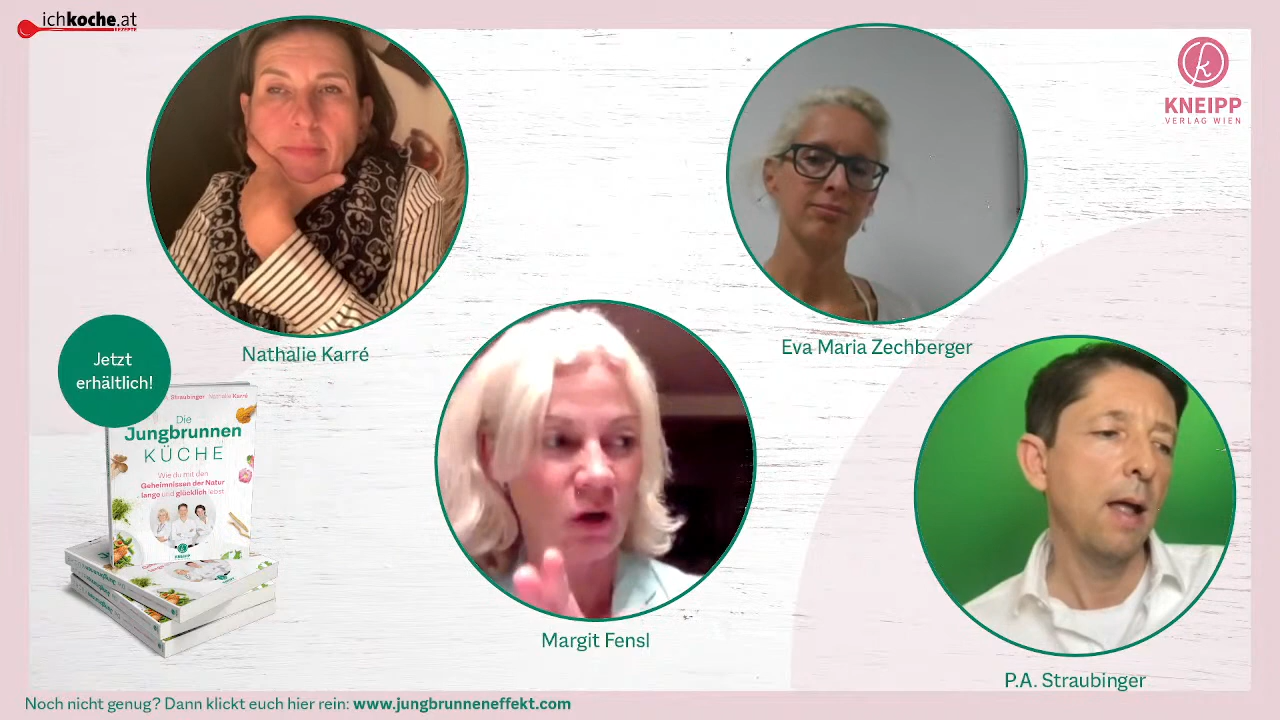 ichkoche.at
KNEIPP
VERLAG WIEN
Nathalie Karré
Eva Maria Zechberger
Jetzt
erhältlich!
Straubinger Nathalie Karré
Die
Jungbrunnen
KÜCHE
Wie du mit den
Geheimnissen der Natur
lange und glücklich lebst
KNEIPP
Margit Fensl
P.A. Straubinger
Noch nicht genug? Dann klickt euch hier rein: www.jungbrunneneffekt.com